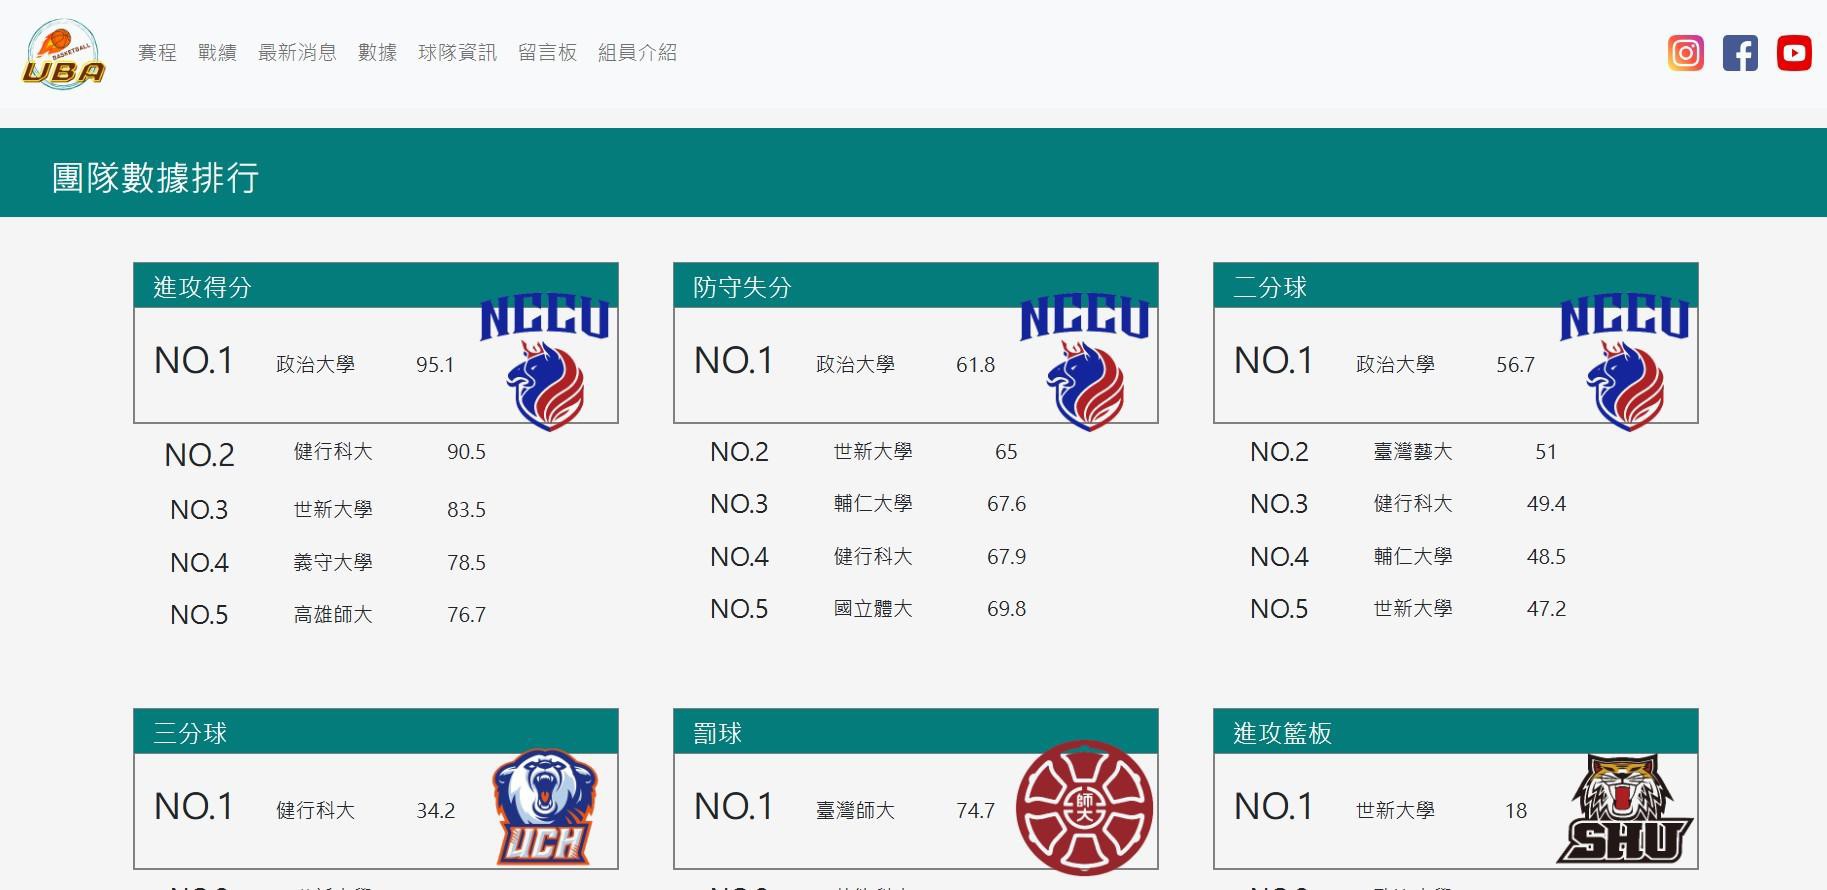 BASKETBALL
UBA
賽程 戰績 最新消息 數據 球隊資訊 留言板 組員介紹
團隊數據排行
進攻得分
NCCU
NO.1 政治大學 95.1
NO.2 健行科大 90.5
NO.3 世新大學 83.5
NO.4 義守大學 78.5
NO.5 高雄師大 76.7
防守失分
NCCU
NO.1 政治大學 61.8
NO.2 世新大學 65
NO.3 輔仁大學 67.6
NO.4 健行科大 67.9
NO.5 國立體大 69.8
二分球
NCCU
NO.1 政治大學 56.7
NO.2 臺灣藝大 51
NO.3 健行科大 49.4
NO.4 輔仁大學 48.5
NO.5 世新大學 47.2
三分球
NO.1 健行科大 34.2
UCH
罰球
NO.1 臺灣師大 74.7
師大
進攻籃板
NO.1 世新大學 18
SHU